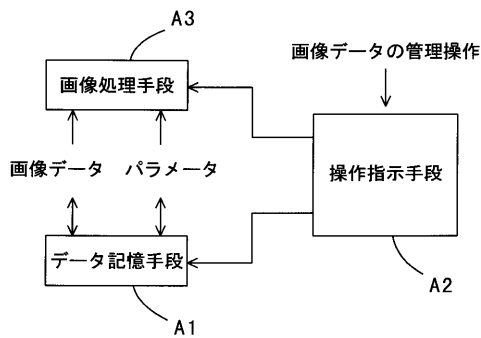 A3
画像データの管理操作
画像処理手段
画像データ パラメータ
操作指示手段
データ記憶手段
A2
A1